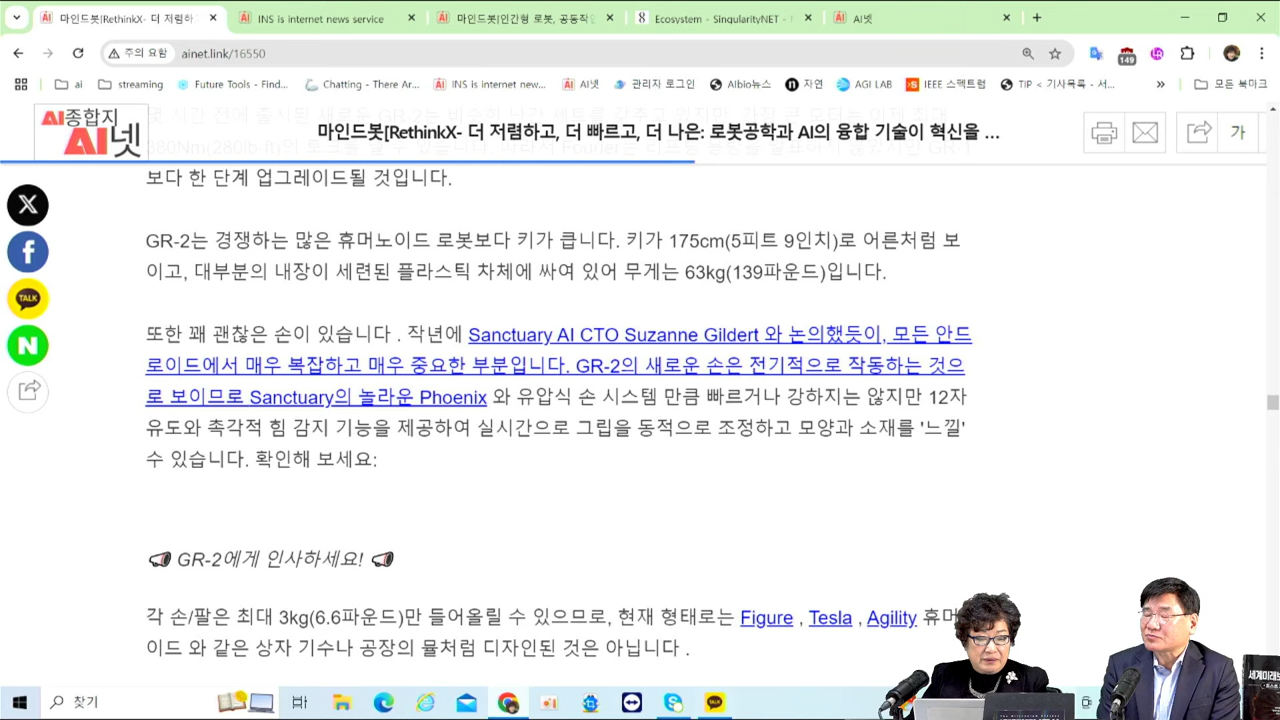 마인드봇[RethinkX- 더 저렴하
INS is internet news service
마인드봇[인간형 로봇, 공동작업
Ecosystem - SingularityNET -
AI넷
주의 요함
ainet.link/16550
149
ai
streaming
Future Tools - Find...
Chatting - There Ar...
INS is internet new...
AI넷
관리자 로그인
Albio뉴스
자연
AGI LAB
IEEE 스펙트럼
TIP < 기사목록 - 서...
모든 북마크
AI종합지
AI넷
마인드봇[RethinkX- 더 저렴하고, 더 빠르고, 더 나은: 로봇공학과 AI의 융합 기술이 혁신을 ...
가
보다 한 단계 업그레이드될 것입니다.
GR-2는 경쟁하는 많은 휴머노이드 로봇보다 키가 큽니다. 키가 175cm(5피트 9인치)로 어른처럼 보
이고, 대부분의 내장이 세련된 플라스틱 차체에 싸여 있어 무게는 63kg(139파운드)입니다.
TALK
또한 꽤 괜찮은 손이 있습니다 . 작년에 Sanctuary AI CTO Suzanne Gildert 와 논의했듯이, 모든 안드
로이드에서 매우 복잡하고 매우 중요한 부분입니다. GR-2의 새로운 손은 전기적으로 작동하는 것으
로 보이므로 Sanctuary의 놀라운 Phoenix 와 유압식 손 시스템 만큼 빠르거나 강하지는 않지만 12자
유도와 촉각적 힘 감지 기능을 제공하여 실시간으로 그립을 동적으로 조정하고 모양과 소재를 '느낄'
수 있습니다. 확인해 보세요:
GR-2에게 인사하세요!
각 손/팔은 최대 3kg(6.6파운드)만 들어올릴 수 있으므로, 현재 형태로는 Figure , Tesla , Agility 휴머
이드 와 같은 상자 기수나 공장의 뮬처럼 디자인된 것은 아닙니다 .
세계미래보
찾기
TALK